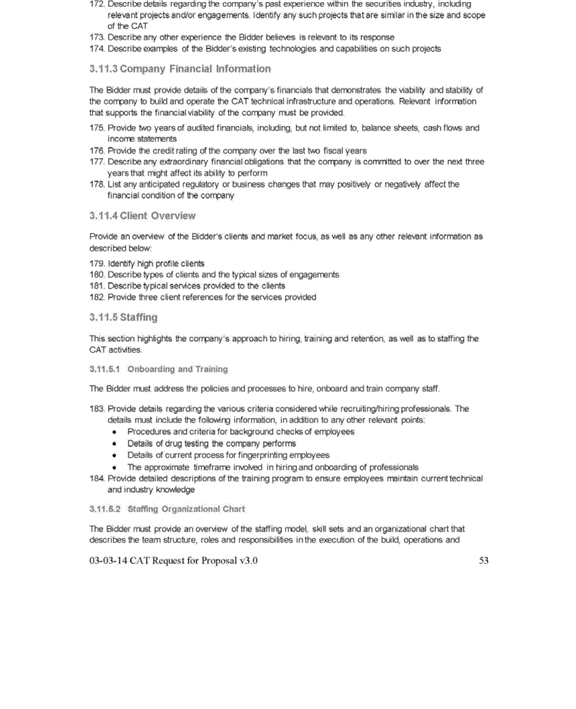 172. Describe details regarding the company's past experience within the securities industry, including
relevant projects and/or engagements. Identify any such projects that are similar in the size and scope
of the CAT
173. Describe any other experience the Bidder believes is relevant to its response
174. Describe examples of the Bidder's existing technologies and capabilities on such projects
3.11.3 Company Financial Information
The Bidder must provide details of the company's financials that demonstrates the viability and stability of
the company to build and operate the CAT technical infrastructure and operations. Relevant information
that supports the financial viability of the company must be provided.
175. Provide two years of audited financials, including, but not limited to, balance sheets, cash flows and
income statements
176. Provide the credit rating of the company over the last two fiscal years
177. Describe any extraordinary financial obligations that the company is committed to over the next three
years that might affect its ability to perform
178. List any anticipated regulatory or business changes that may positively or negatively affect the
financial condition of the company
3.11.4 Client Overview
Provide an overview of the Bidder's clients and market focus, as well as any other relevant information as
described below:
179. Identify high profile clients
180. Describe types of clients and the typical sizes of engagements
181. Describe typical services provided to the clients
182. Provide three client references for the services provided
3.11.5 Staffing
This section highlights the company's approach to hiring, training and retention, as well as to staffing the
CAT activities.
3.11.5.1 Onboarding and Training
The Bidder must address the policies and processes to hire, onboard and train company staff.
183. Provide details regarding the various criteria considered while recruiting/hiring professionals. The
details must include the following information, in addition to any other relevant points:
• Procedures and criteria for background checks of employees
• Details of drug testing the company performs
• Details of current process for fingerprinting employees
• The approximate timeframe involved in hiring and onboarding of professionals
184. Provide detailed descriptions of the training program to ensure employees maintain current technical
and industry knowledge
3.11.5.2 Staffing Organizational Chart
The Bidder must provide an overview of the staffing model, skill sets and an organizational chart that
describes the team structure, roles and responsibilities in the execution of the build, operations and
03-03-14 CAT Request for Proposal v3.0 53